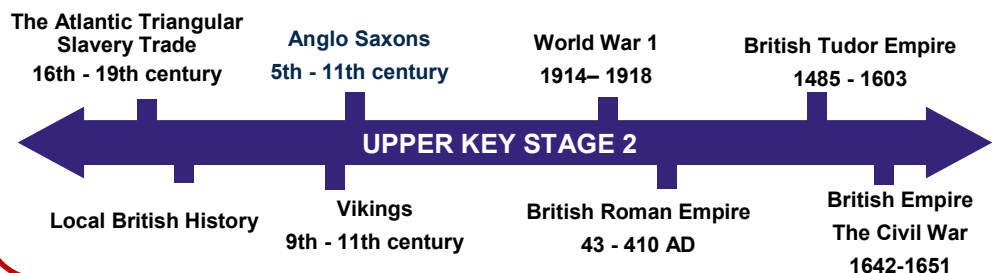 The Atlantic Triangular
Slavery Trade
16th - 19th century
Anglo Saxons
5th - 11th century
World War 1
1914– 1918
British Tudor Empire
1485 - 1603
UPPER KEY STAGE 2
Local British History
Vikings
9th - 11th century
British Roman Empire
43 - 410 AD
British Empire
The Civil War
1642-1651